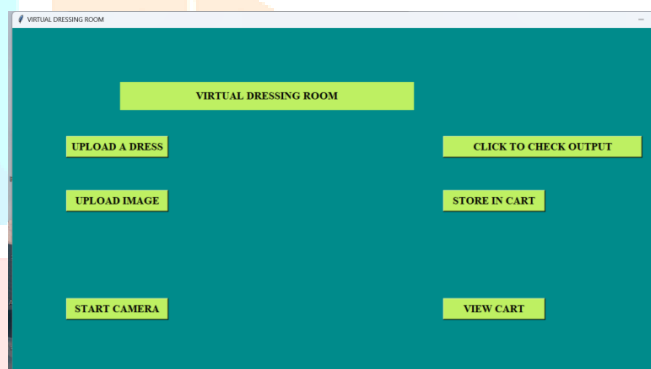 VIRTUAL DRESSING ROOM
VIRTUAL DRESSING ROOM
UPLOAD A DRESS
CLICK TO CHECK OUTPUT
UPLOAD IMAGE
STORE IN CART
START CAMERA
VIEW CART